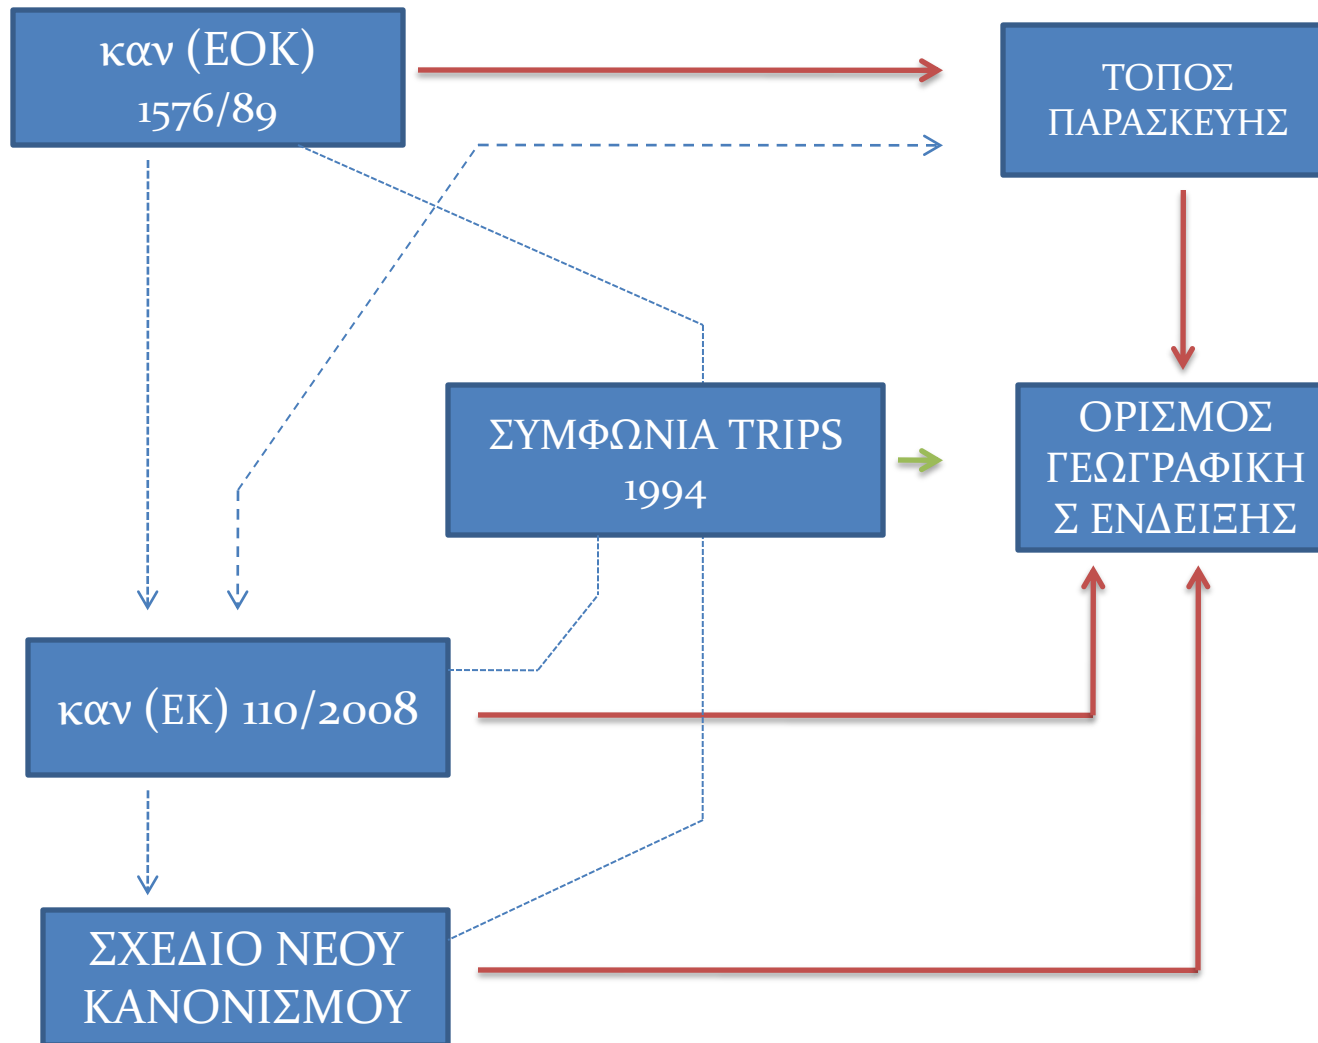 καν (ΕΟΚ)
1576/89
ΤΟΠΟΣ
ΠΑΡΑΣΚΕΥΗΣ
ΣΥΜΦΩΝΙΑ TRIPS
1994
ΟΡΙΣΜΟΣ
ΓΕΩΓΡΑΦΙΚΗ
Σ ΕΝΔΕΙΞΗΣ
καν (ΕΚ) 110/2008
ΣΧΕΔΙΟ ΝΕΟΥ
ΚΑΝΟΝΙΣΜΟΥ